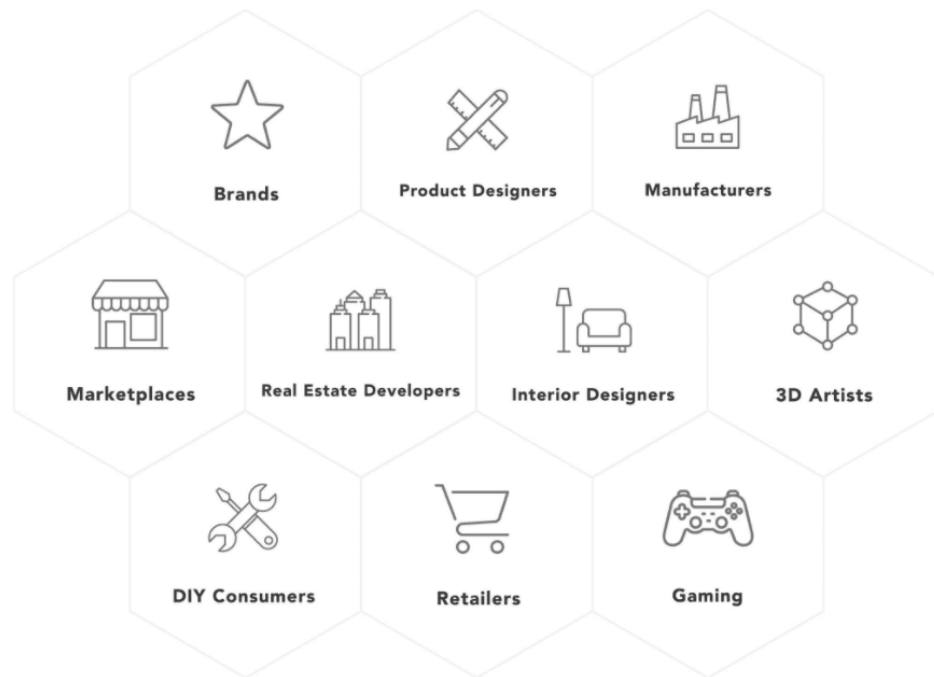 Brands
Product Designers
Manufacturers
Marketplaces
Real Estate Developers
Interior Designers
3D Artists
DIY Consumers
Retailers
Gaming